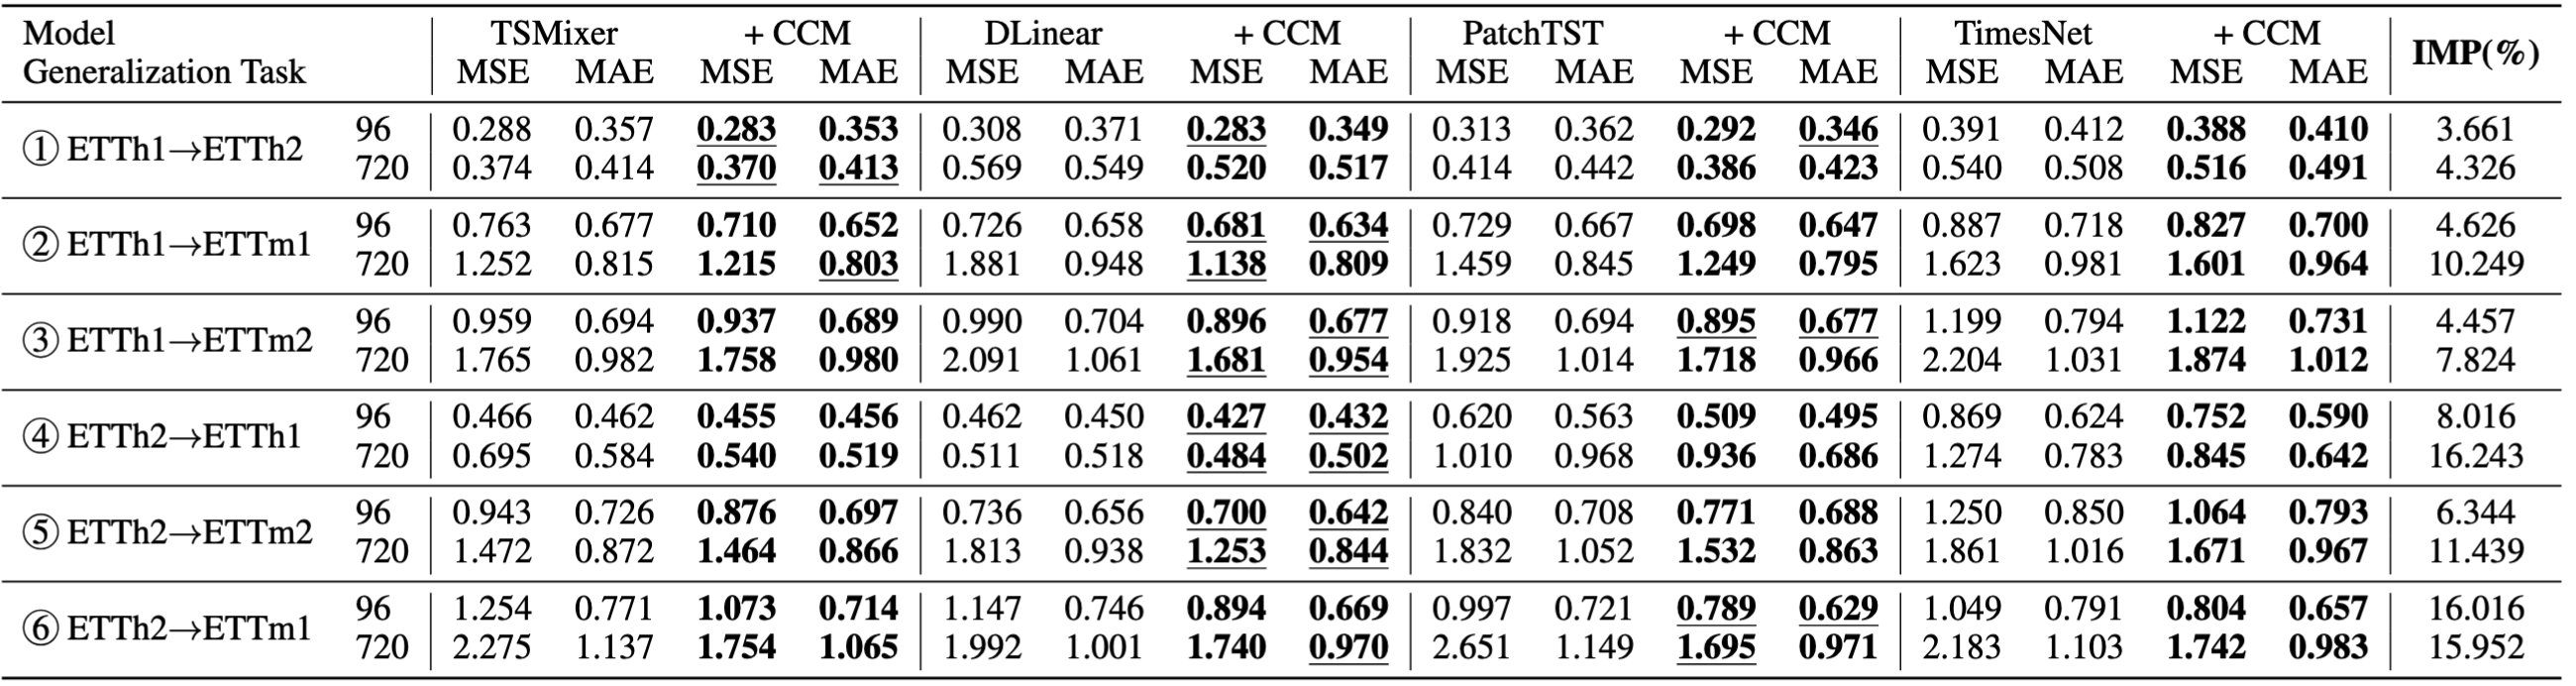 Model TSMixer + CCM DLinear + CCM PatchTST + CCM TimesNet + CCM IMP(%)
Generalization Task MSE MAE MSE MAE MSE MAE MSE MAE MSE MAE MSE MAE MSE MAE MSE MAE
① ETTh1→ETTh2 96 0.288 0.357 0.283 0.353 0.308 0.371 0.283 0.349 0.313 0.362 0.292 0.346 0.391 0.412 0.388 0.410 3.661
720 0.374 0.414 0.370 0.413 0.569 0.549 0.520 0.517 0.414 0.442 0.386 0.423 0.540 0.508 0.516 0.491 4.326
② ETTh1→ETTm1 96 0.763 0.677 0.710 0.652 0.726 0.658 0.681 0.634 0.729 0.667 0.698 0.647 0.887 0.718 0.827 0.700 4.626
720 1.252 0.815 1.215 0.803 1.881 0.948 1.138 0.809 1.459 0.845 1.249 0.795 1.623 0.981 1.601 0.964 10.249
③ ETTh1→ETTm2 96 0.959 0.694 0.937 0.689 0.990 0.704 0.896 0.677 0.918 0.694 0.895 0.677 1.199 0.794 1.122 0.731 4.457
720 1.765 0.982 1.758 0.980 2.091 1.061 1.681 0.954 1.925 1.014 1.718 0.966 2.204 1.031 1.874 1.012 7.824
④ ETTh2→ETTh1 96 0.466 0.462 0.455 0.456 0.462 0.450 0.427 0.432 0.620 0.563 0.509 0.495 0.869 0.624 0.752 0.590 8.016
720 0.695 0.584 0.540 0.519 0.511 0.518 0.484 0.502 1.010 0.968 0.936 0.686 1.274 0.783 0.845 0.642 16.243
⑤ ETTh2→ETTm2 96 0.943 0.726 0.876 0.697 0.736 0.656 0.700 0.642 0.840 0.708 0.771 0.688 1.250 0.850 1.064 0.793 6.344
720 1.472 0.872 1.464 0.866 1.813 0.938 1.253 0.844 1.832 1.052 1.532 0.863 1.861 1.016 1.671 0.967 11.439
⑥ ETTh2→ETTm1 96 1.254 0.771 1.073 0.714 1.147 0.746 0.894 0.669 0.997 0.721 0.789 0.629 1.049 0.791 0.804 0.657 16.016
720 2.275 1.137 1.754 1.065 1.992 1.001 1.740 0.970 2.651 1.149 1.695 0.971 2.183 1.103 1.742 0.983 15.952